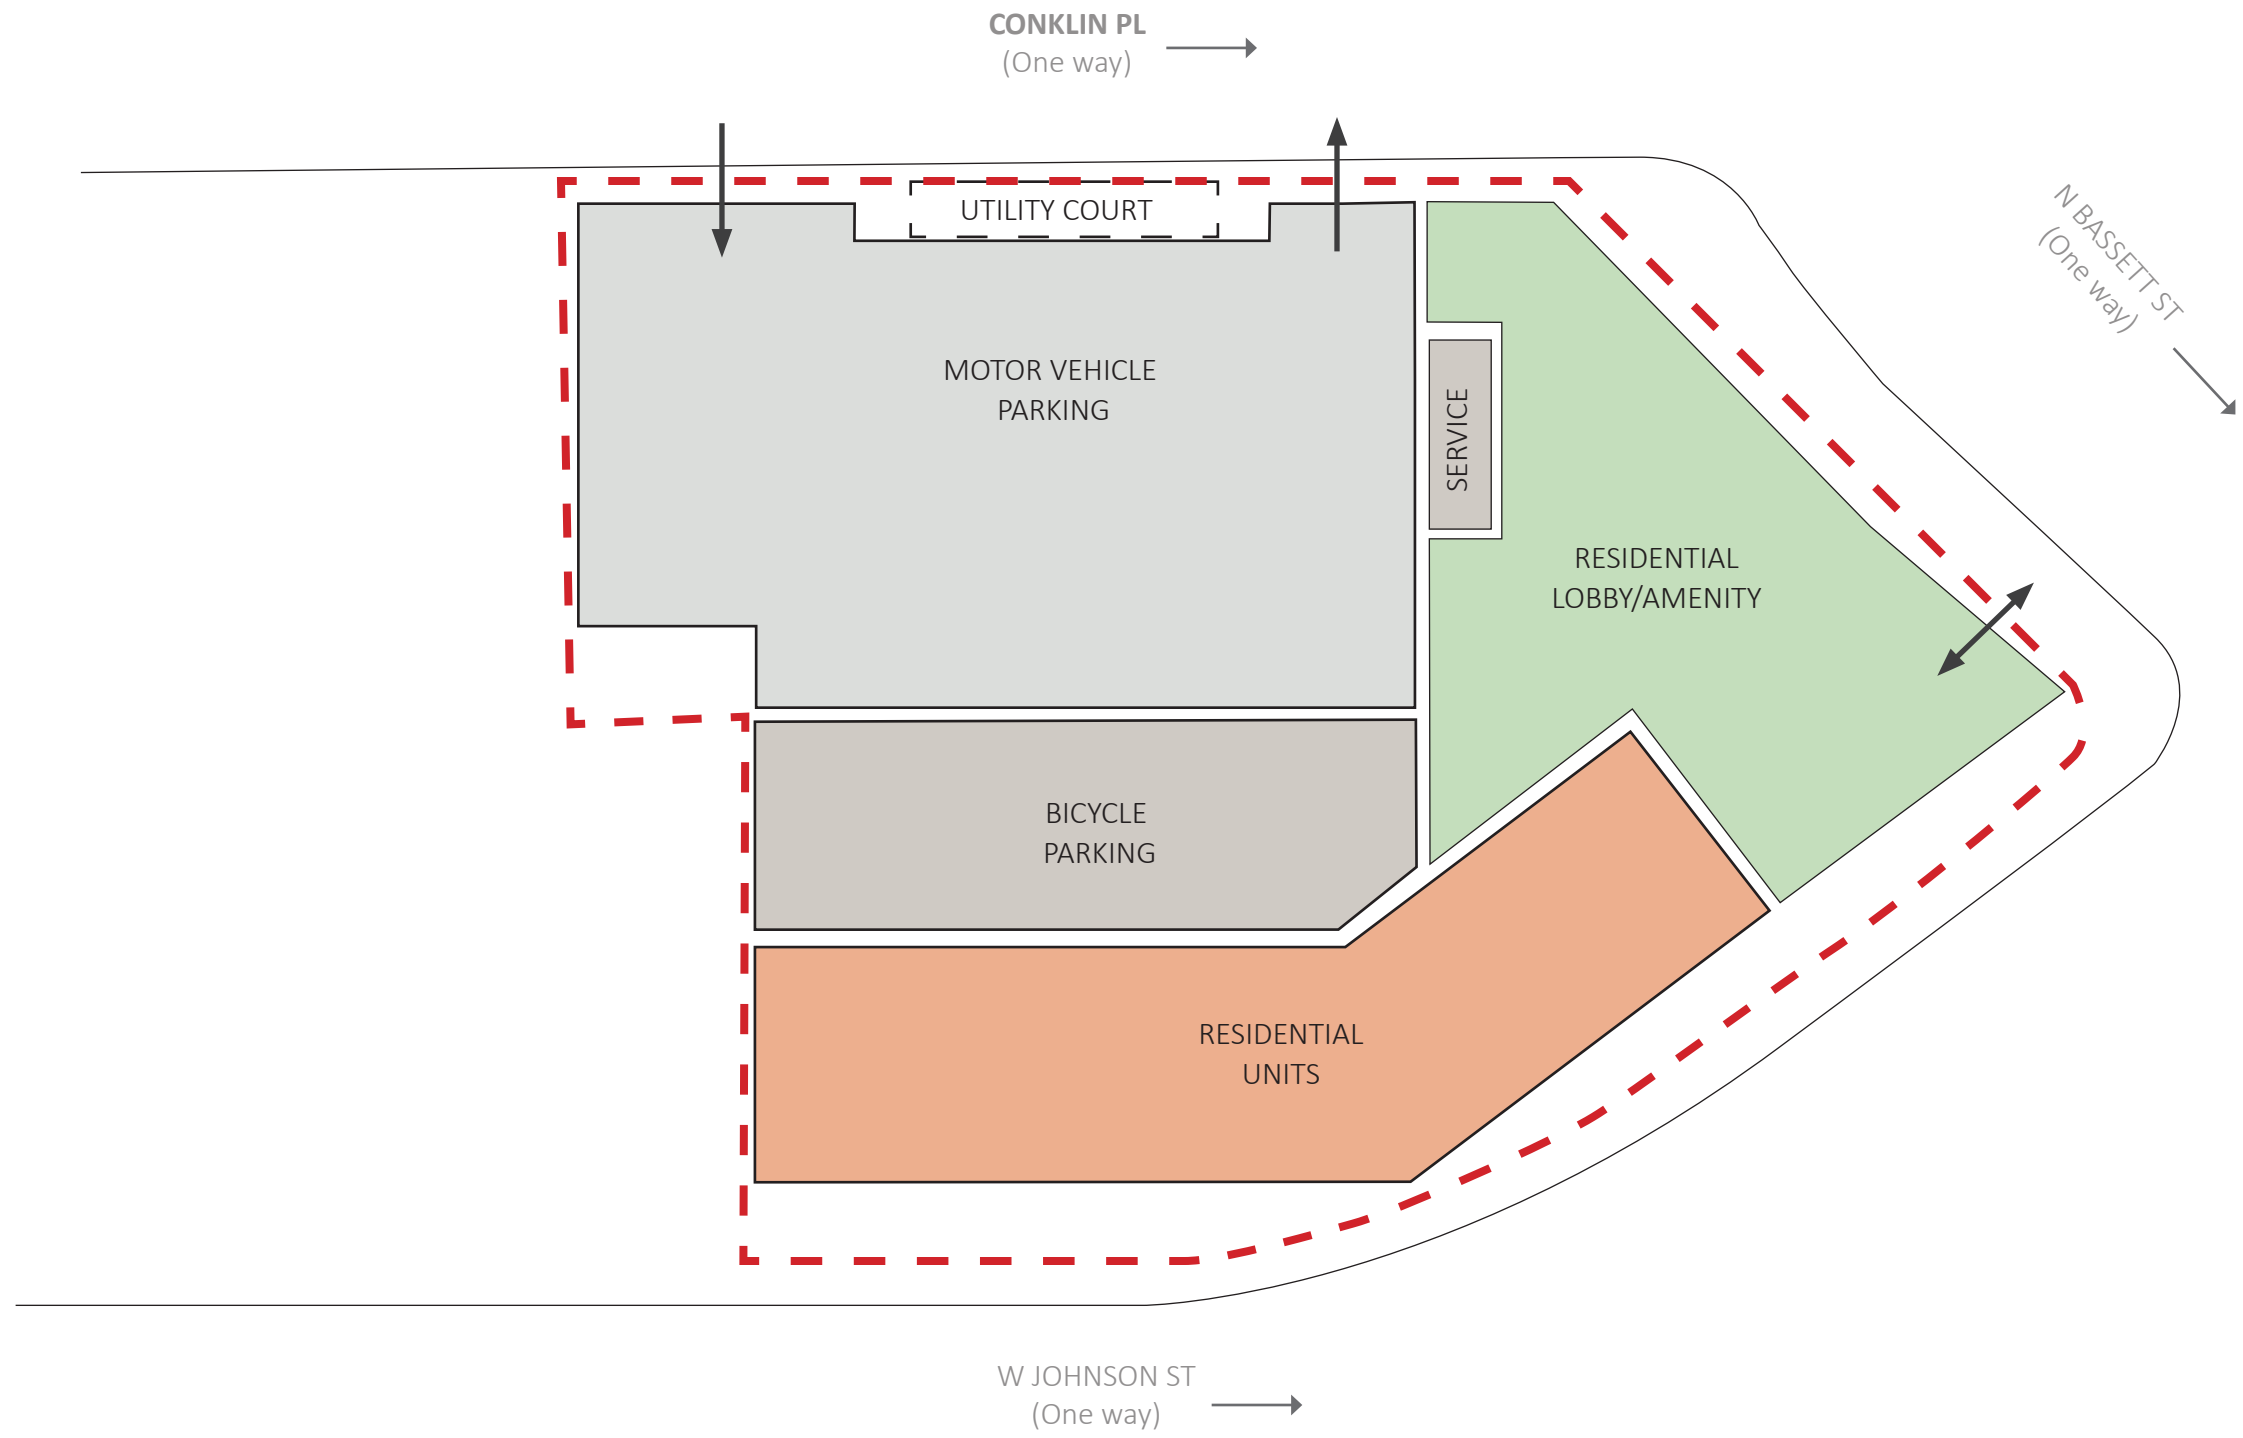 CONKLIN PL
(One way)
N BASSETT ST
(One way)
UTILITY COURT
MOTOR VEHICLE
PARKING
SERVICE
RESIDENTIAL
LOBBY/AMENITY
BICYCLE
PARKING
RESIDENTIAL
UNITS
W JOHNSON ST
(One way)